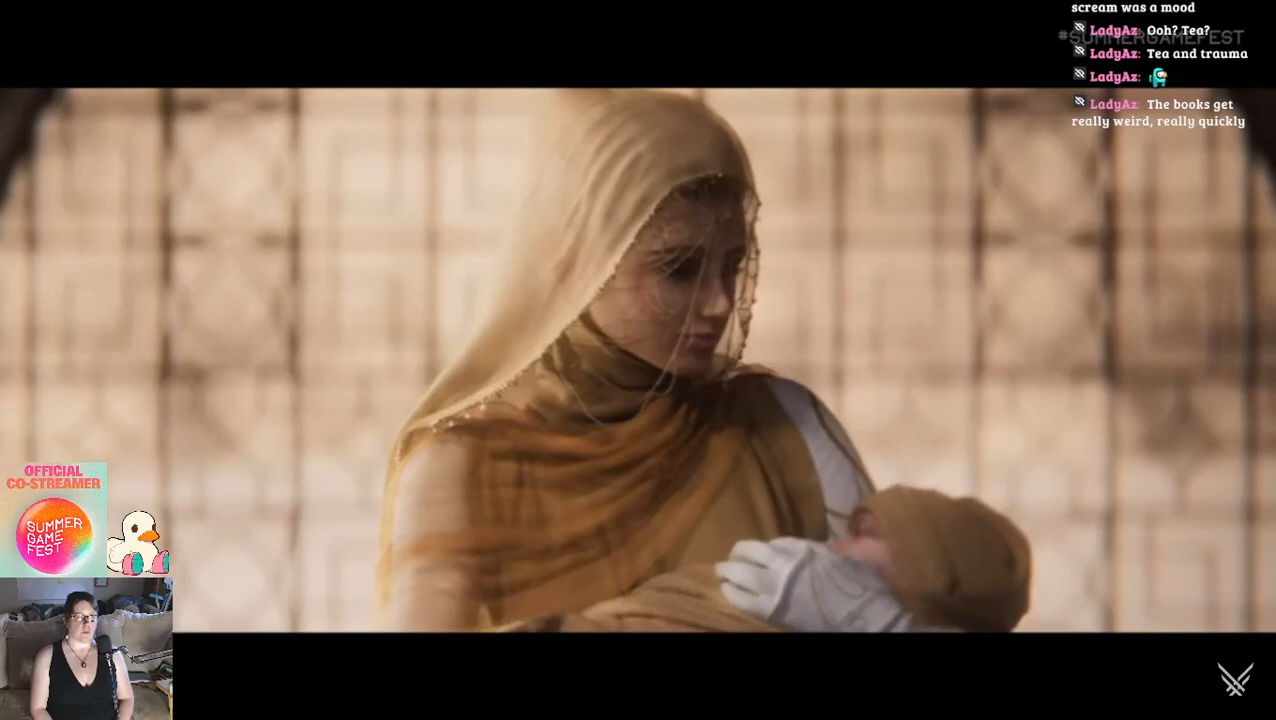 scream was a mood
LadyAz: Ooh? Tea?
#SUMMERGAMEFEST
LadyAz: Tea and trauma
LadyAz:
LadyAz: The books get
really weird, really quickly
OFFICIAL
CO-STREAMER
SUMMER
GAME
FEST